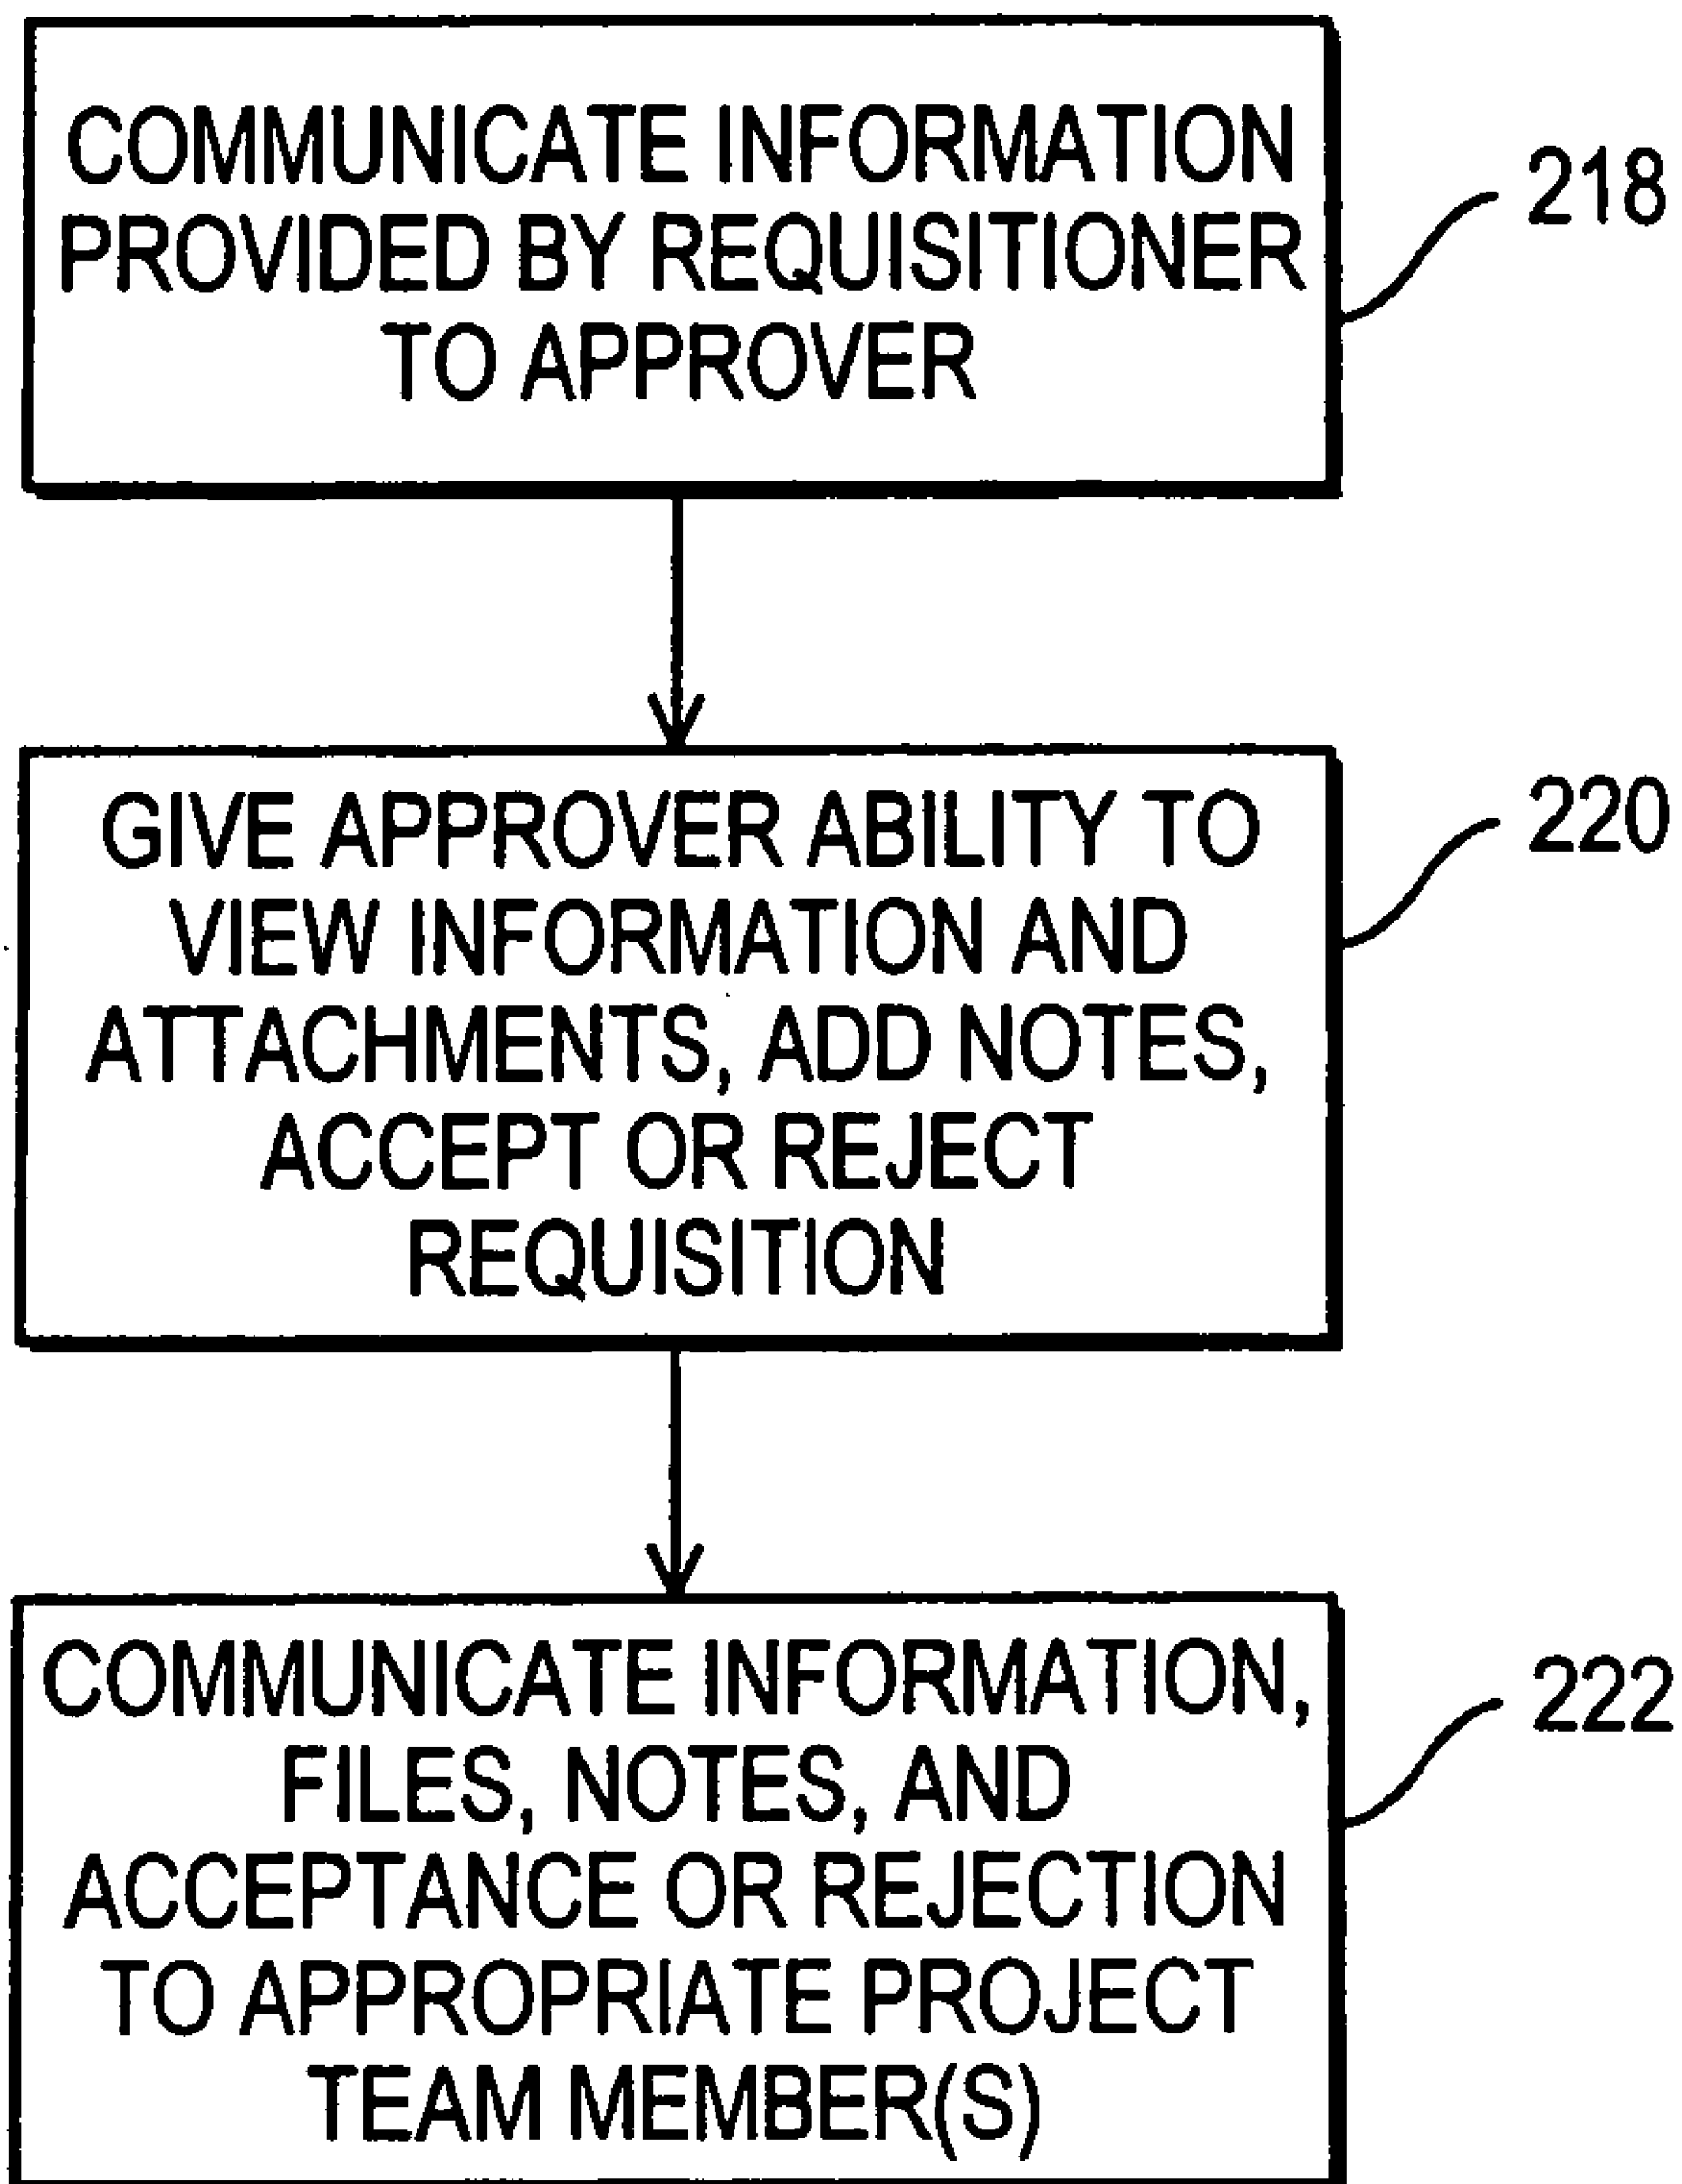 COMMUNICATE INFORMATION
PROVIDED BY REQUISITIONER
TO APPROVER
218
GIVE APPROVER ABILITY TO
VIEW INFORMATION AND
ATTACHMENTS, ADD NOTES,
ACCEPT OR REJECT
REQUISITION
220
COMMUNICATE INFORMATION,
FILES, NOTES, AND
ACCEPTANCE OR REJECTION
TO APPROPRIATE PROJECT
TEAM MEMBER(S)
222